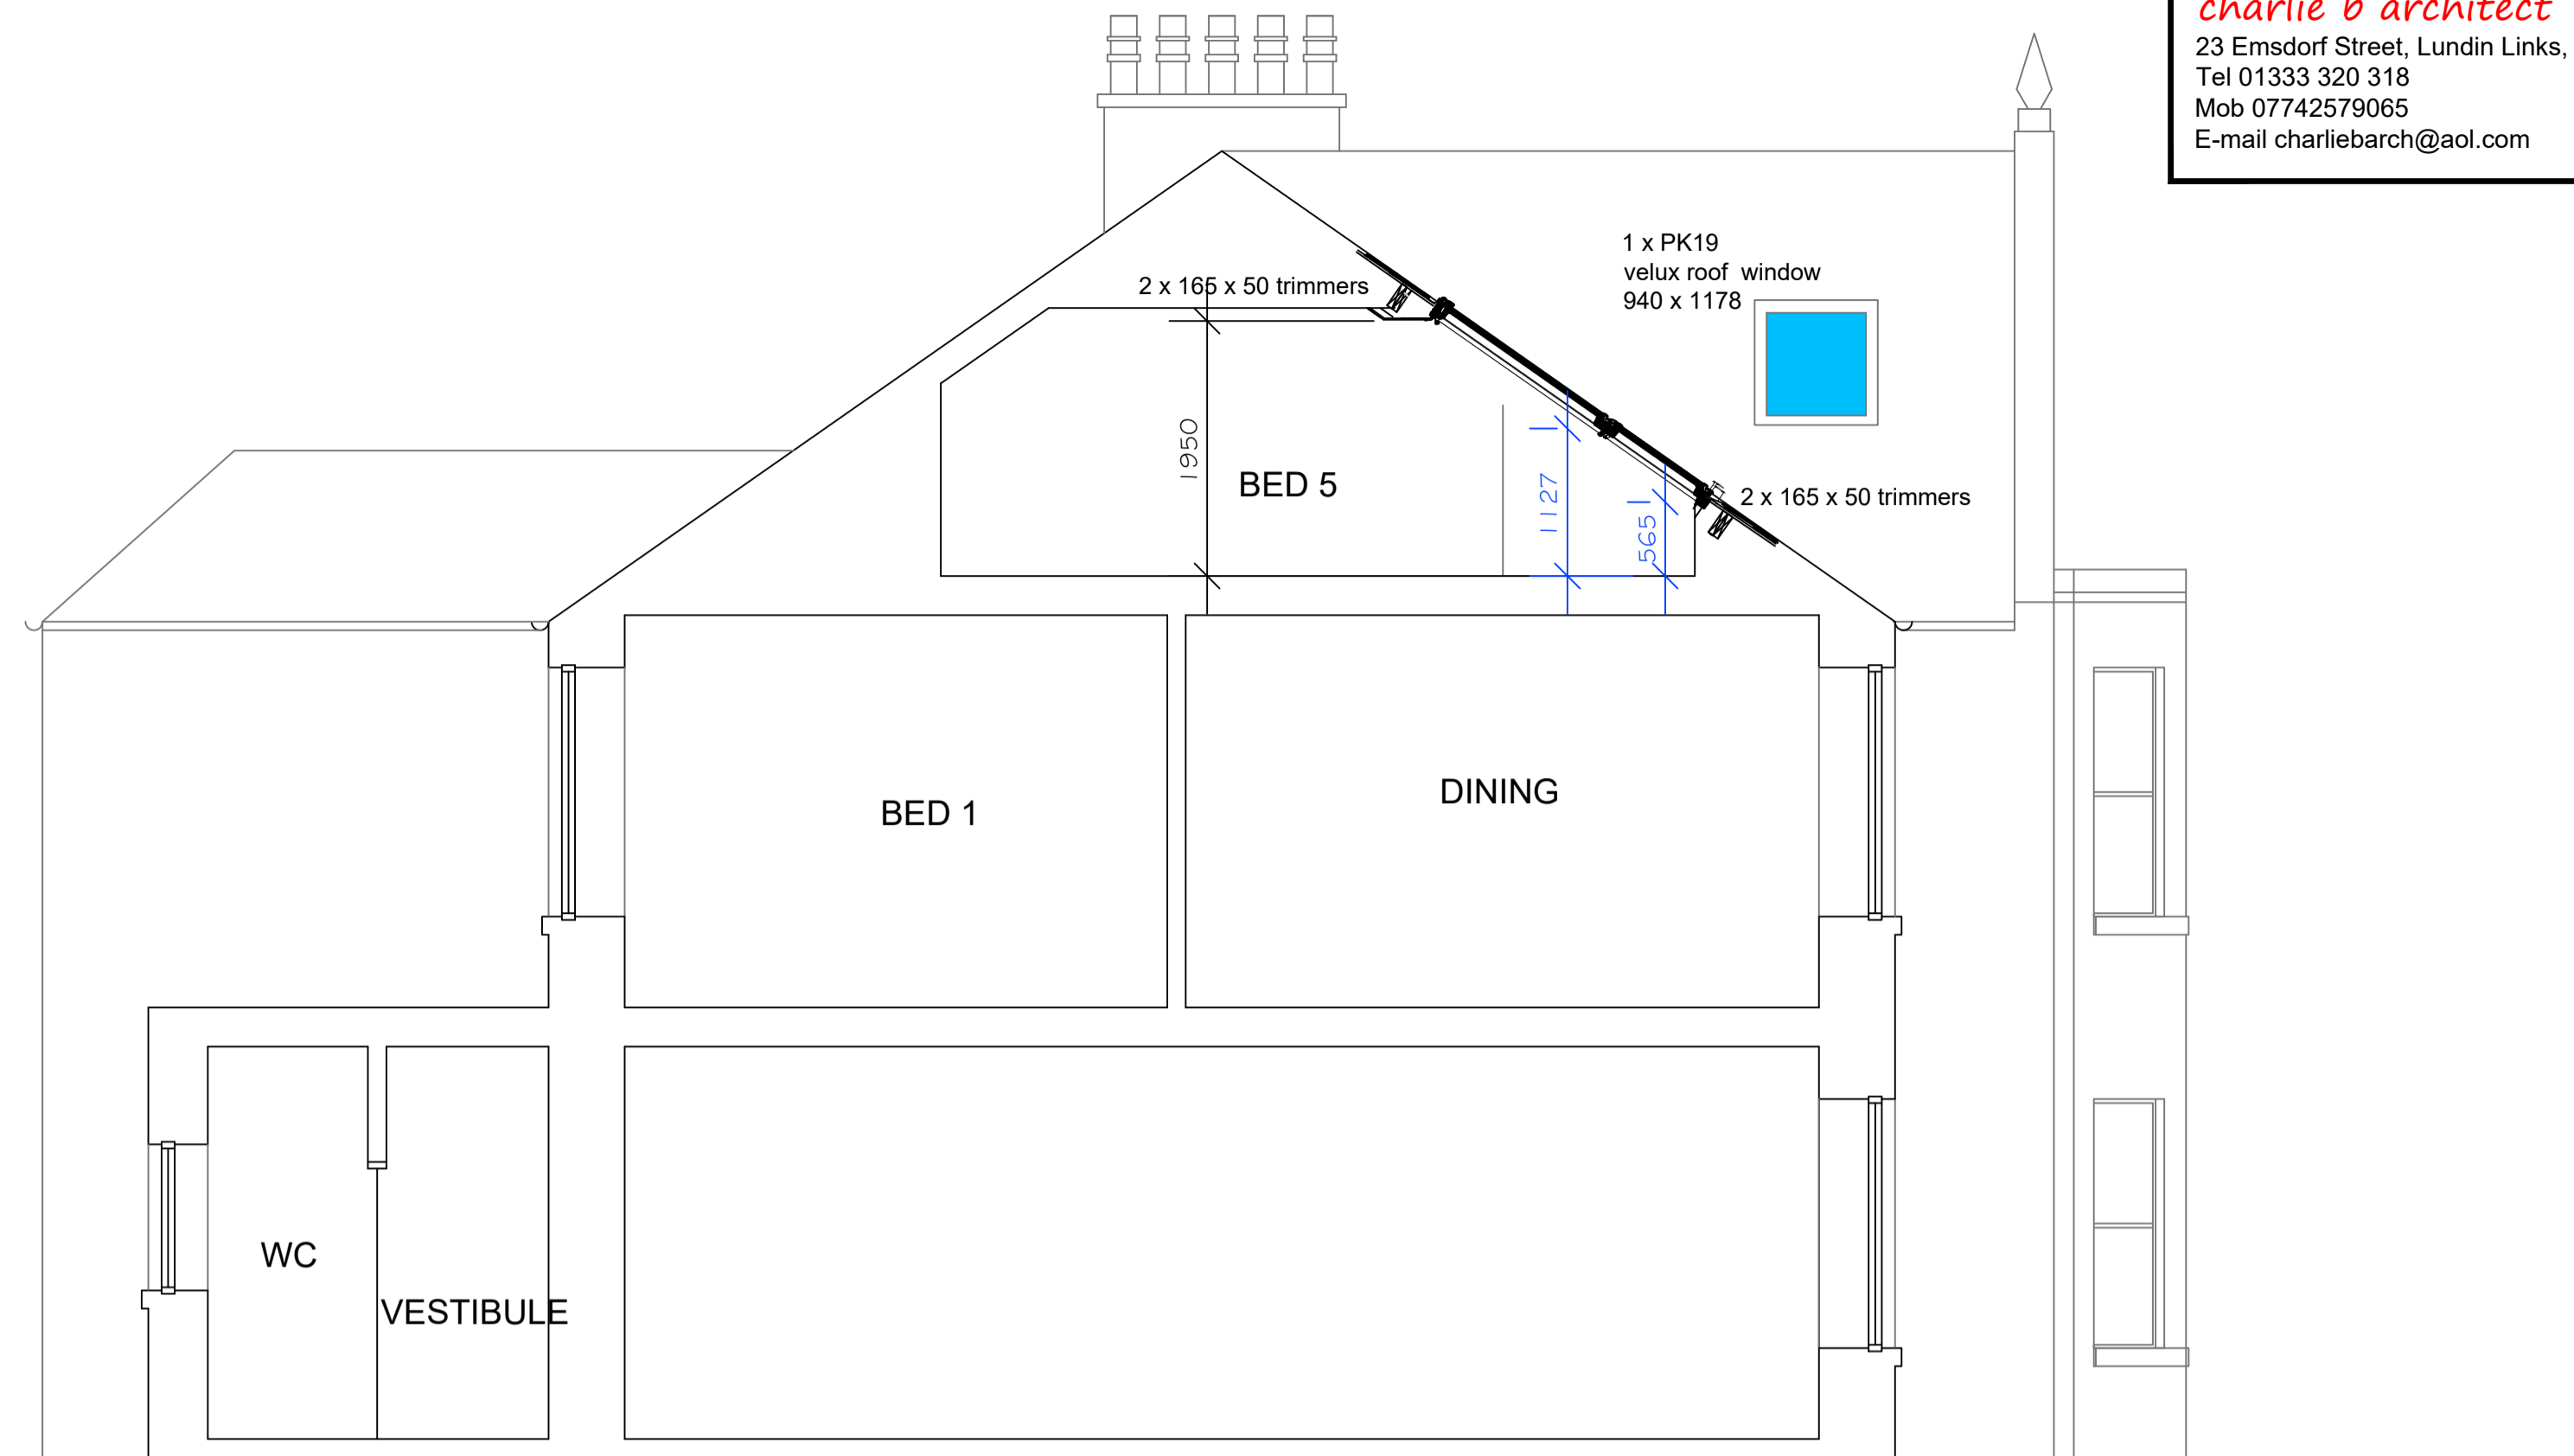 charlie b architect
23 Emsdorf Street, Lundin Links,
Tel 01333 320 318
Mob 07742579065
E-mail charliebarch@aol.com
1 x PK19
velux roof  window
940 x 1178
2 x 165 x 50 trimmers
1950
BED 5
1127
565
2 x 165 x 50 trimmers
BED 1
DINING
WC
VESTIBULE